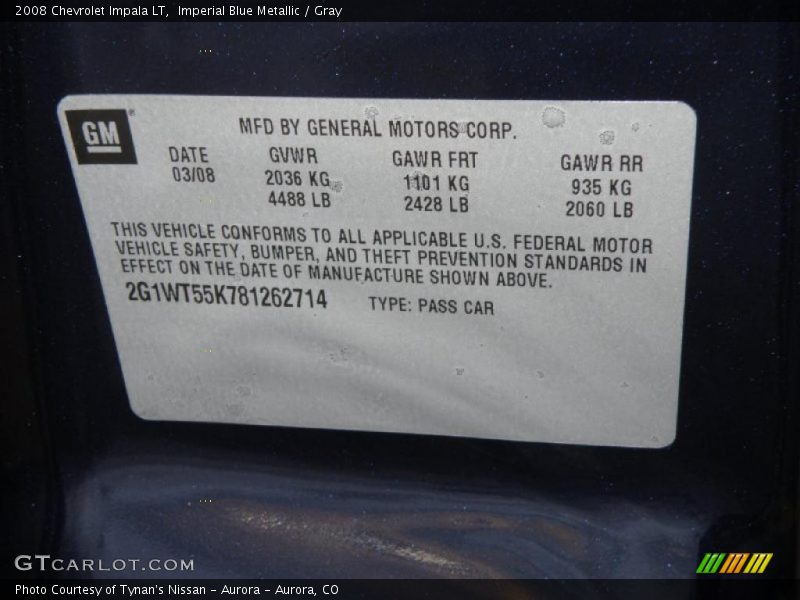 2008 Chevrolet Impala LT,  Imperial Blue Metallic / Gray
GM
MFD BY GENERAL MOTORS CORP.
DATE GVWR GAWR FRT GAWR RR
03/08 2036 KG 1101 KG 935 KG
4488 LB 2428 LB 2060 LB
THIS VEHICLE CONFORMS TO ALL APPLICABLE U.S. FEDERAL MOTOR
VEHICLE SAFETY, BUMPER, AND THEFT PREVENTION STANDARDS IN
EFFECT ON THE DATE OF MANUFACTURE SHOWN ABOVE.
2G1WT55K781262714 TYPE: PASS CAR
GTCARLOT.COM
Photo Courtesy of Tynan's Nissan - Aurora - Aurora, CO